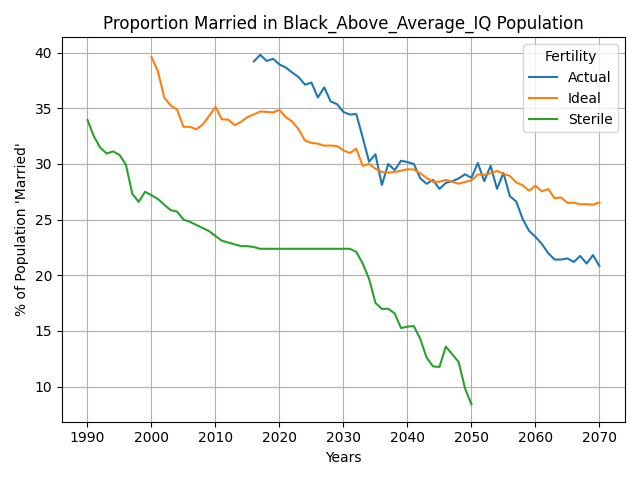 Proportion Married in Black_Above_Average_IQ Population
Fertility
Actual
Ideal
Sterile
% of Population 'Married'
40
35
30
25
20
15
10
1990 2000 2010 2020 2030 2040 2050 2060 2070
Years